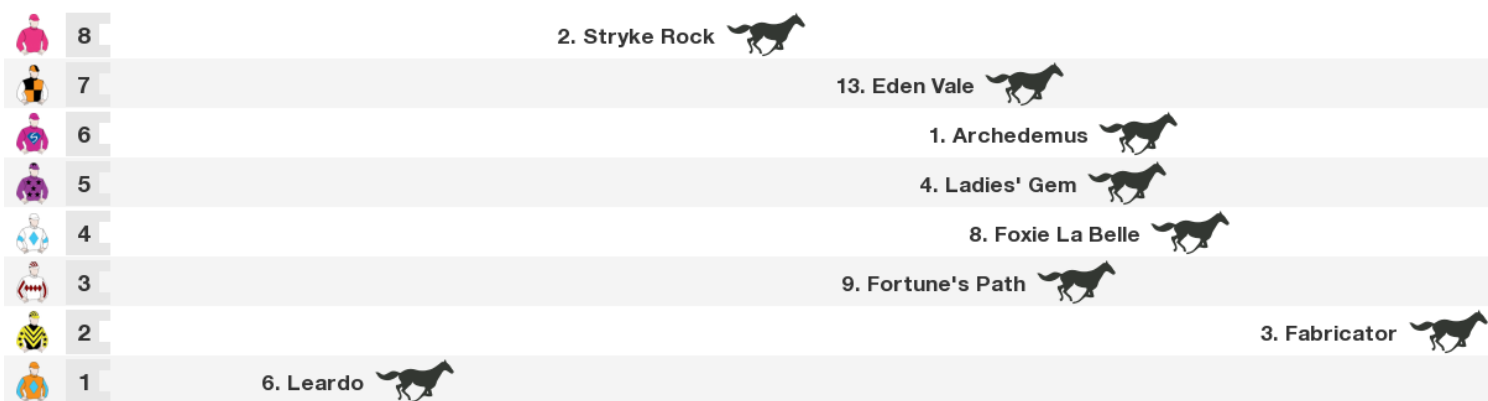 8 2. Stryke Rock
7 13. Eden Vale
6 1. Archedemus
5 4. Ladies' Gem
4 8. Foxie La Belle
3 9. Fortune's Path
2 3. Fabricator
1 6. Leardo